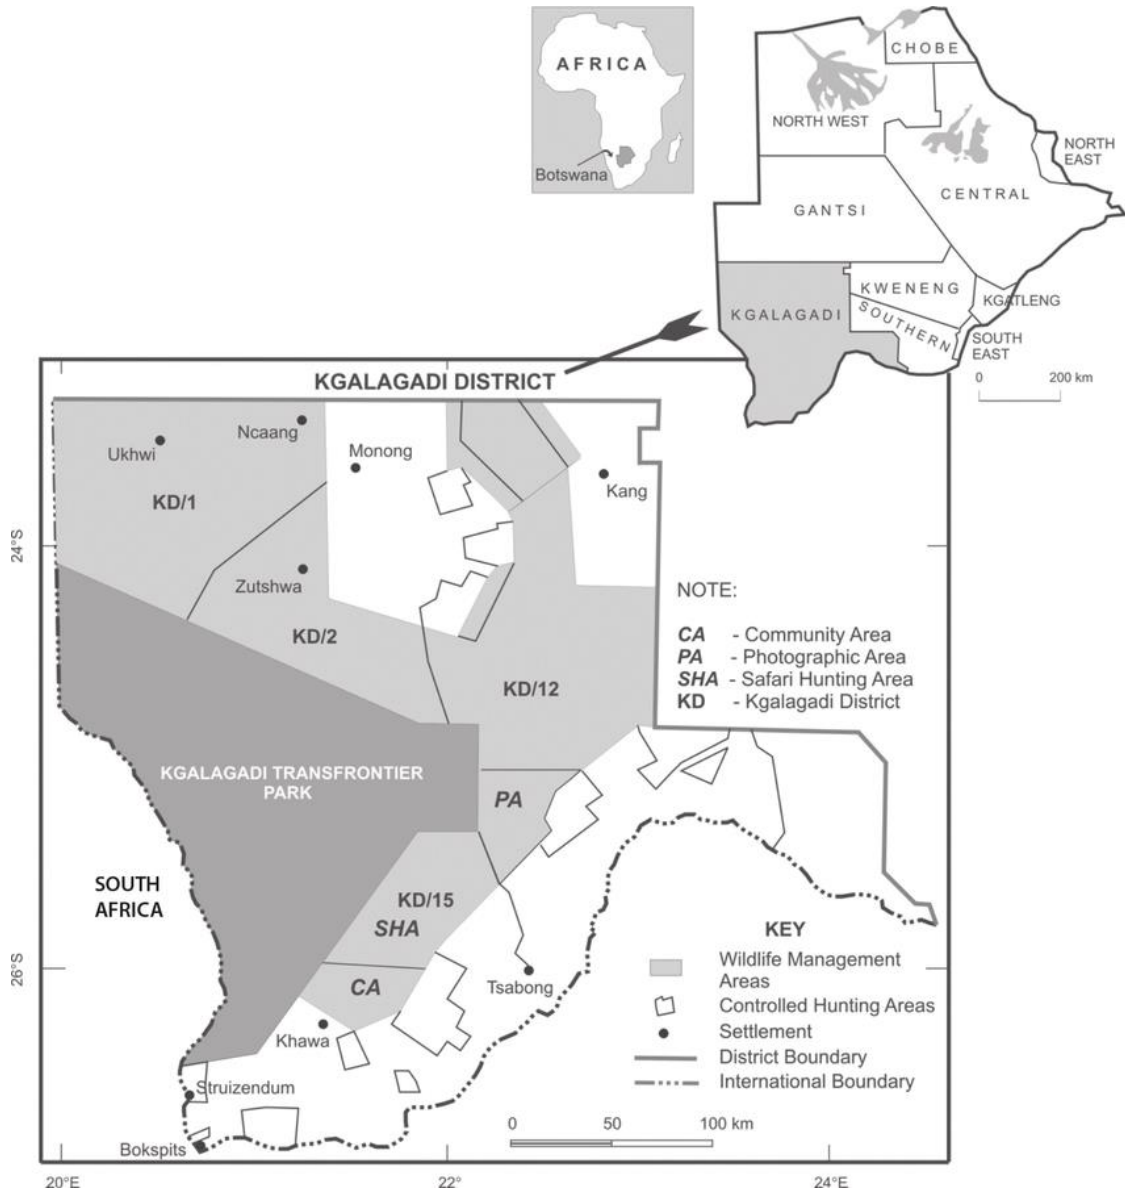 AFRICA
Botswana
CHOBE
NORTH WEST
NORTH
EAST
CENTRAL
GANTSI
KWENENG
KGATLENG
KGALAGADI
SOUTHERN
SOUTH
EAST
0 200 km
KGALAGADI DISTRICT
Ncaang
Ukhwi
Monong
Kang
KD/1
24°S
Zutshwa
KD/2
KD/12
NOTE:
CA - Community Area
PA - Photographic Area
SHA - Safari Hunting Area
KD - Kgalagadi District
KGALAGADI TRANSFRONTIER
PARK
PA
SOUTH
AFRICA
KD/15
SHA
CA
26°S
Tsabong
Khawa
Struizendum
Bokspits
KEY
Wildlife Management
Areas
Controlled Hunting Areas
Settlement
District Boundary
International Boundary
0 50 100 km
20°E 22° 24°E